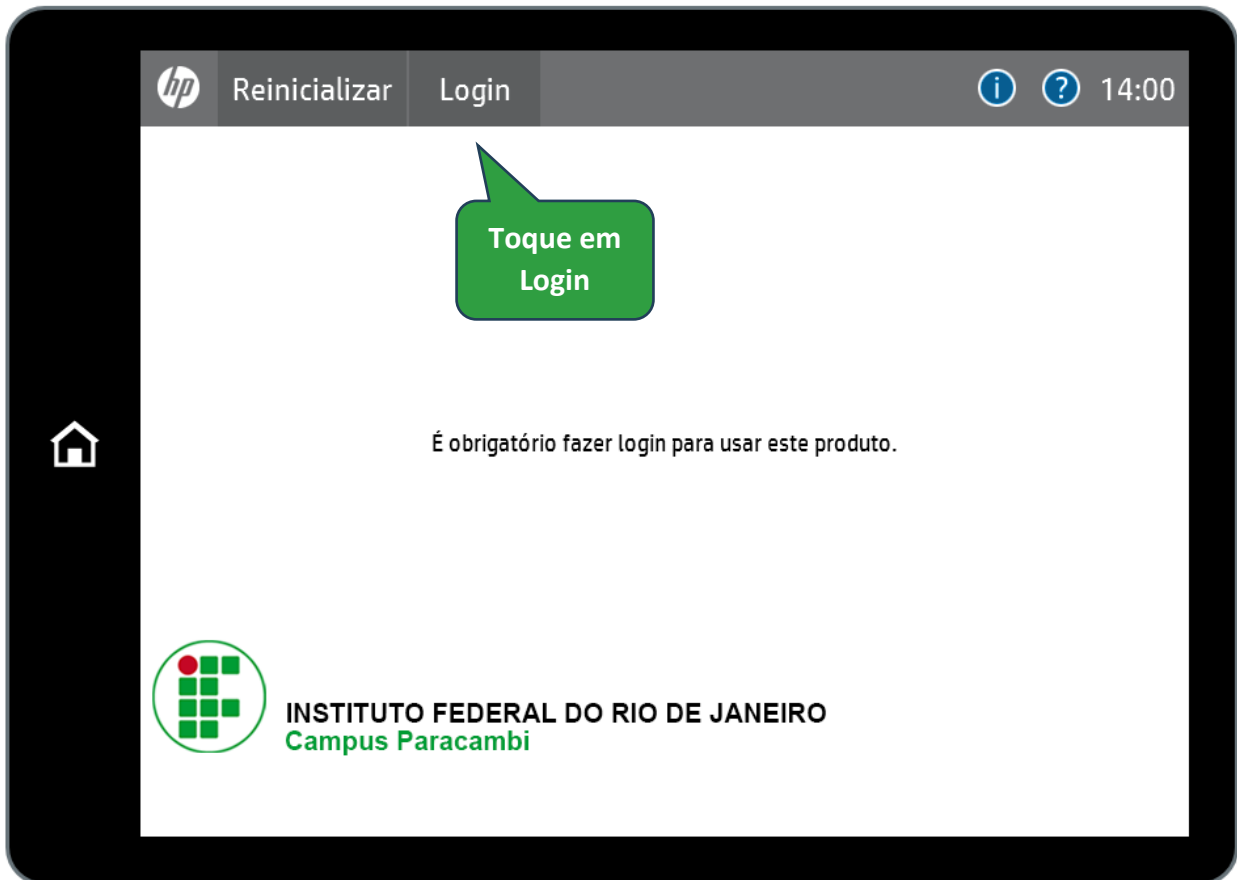 hp Reinicializar Login i ? 14:00
Toque em
Login
É obrigatório fazer login para usar este produto.
INSTITUTO FEDERAL DO RIO DE JANEIRO
Campus Paracambi